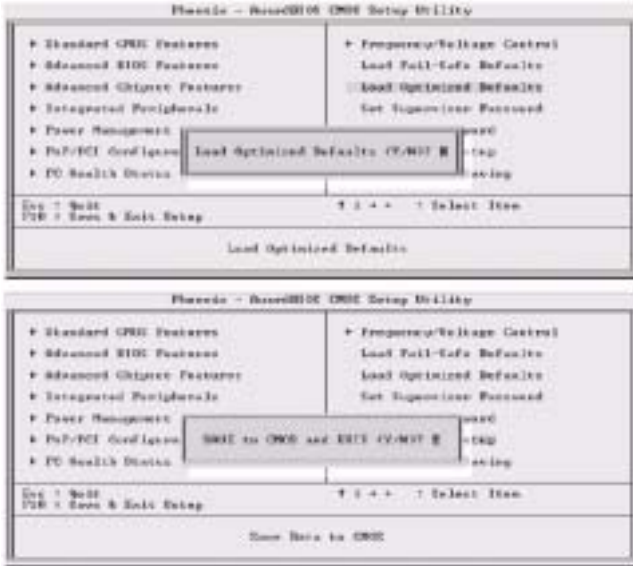 Phoenix - AwardBIOS CMOS Setup Utility
▸ Standard CMOS Features
▸ Frequency/Voltage Control
▸ Advanced BIOS Features
Load Fail-Safe Defaults
▸ Advanced Chipset Features
Load Optimized Defaults
▸ Integrated Peripherals
Set Supervisor Password
▸ Power Management
▸ PnP/PCI Configura
▸ PC Health Status
Load Optimized Defaults (Y/N)?
Esc : Quit
F10 : Save & Exit Setup
: Select Item
Load Optimized Defaults
Phoenix - AwardBIOS CMOS Setup Utility
▸ Standard CMOS Features
▸ Frequency/Voltage Control
▸ Advanced BIOS Features
Load Fail-Safe Defaults
▸ Advanced Chipset Features
Load Optimized Defaults
▸ Integrated Peripherals
Set Supervisor Password
▸ Power Management
▸ PnP/PCI Configura
▸ PC Health Status
SAVE to CMOS and EXIT (Y/N)? Y
Esc : Quit
F10 : Save & Exit Setup
: Select Item
Save Data to CMOS